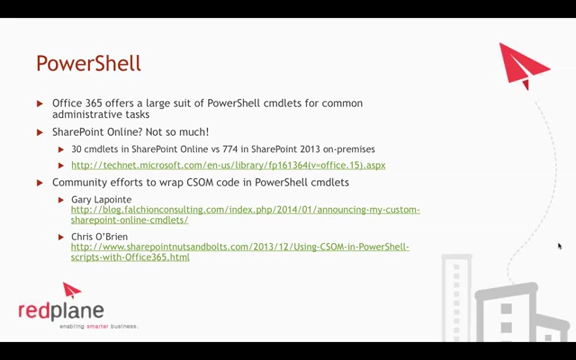 PowerShell
Office 365 offers a large suit of PowerShell cmdlets for common
administrative tasks
SharePoint Online? Not so much!
30 cmdlets in SharePoint Online vs 774 in SharePoint 2013 on-premises
http://technet.microsoft.com/en-us/library/fp161364(v=office.15).aspx
Community efforts to wrap CSOM code in PowerShell cmdlets
Gary Lapointe
http://blog.falchionconsulting.com/index.php/2014/01/announcing-my-custom-
sharepoint-online-cmdlets/
Chris O'Brien
http://www.sharepointnutsandbolts.com/2013/12/Using-CSOM-in-PowerShell-
scripts-with-Office365.html
redplane
enabling smarter business.